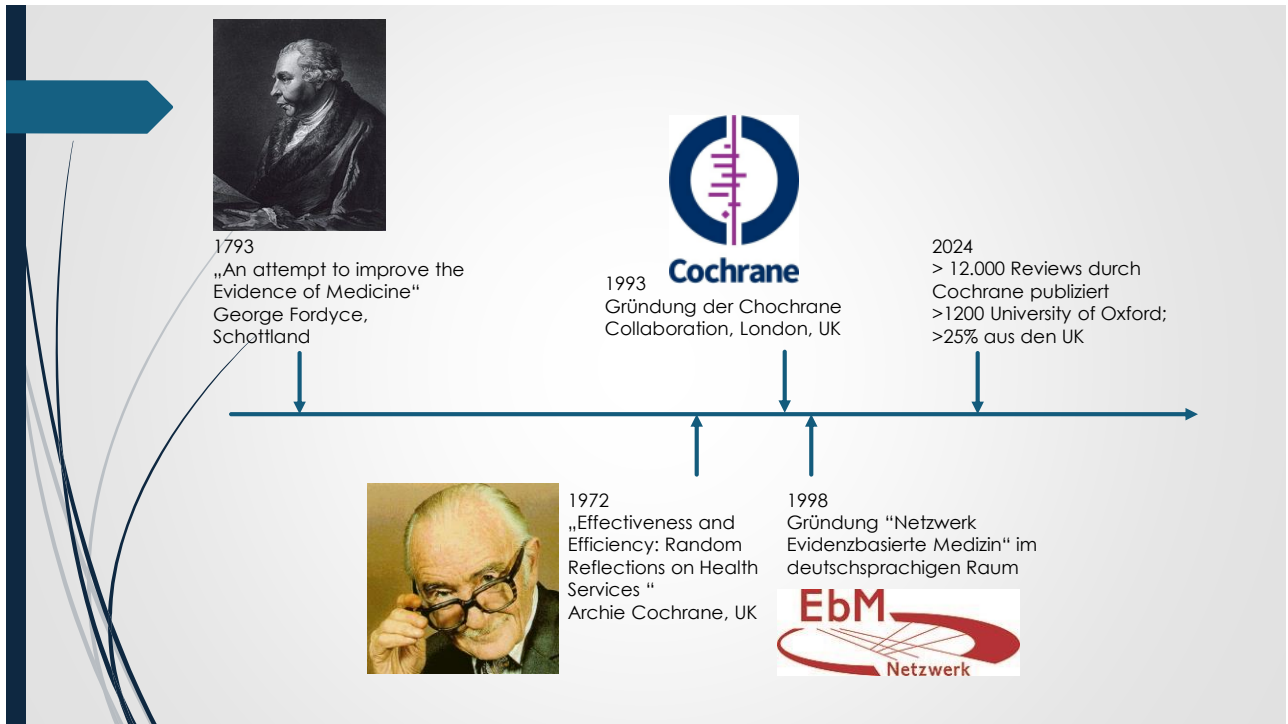 1793
„An attempt to improve the
Evidence of Medicine“
George Fordyce,
Schottland
Cochrane
1993
Gründung der Chochrane
Collaboration, London, UK
2024
> 12.000 Reviews durch
Cochrane publiziert
>1200 University of Oxford;
>25% aus den UK
1972
„Effectiveness and
Efficiency: Random
Reflections on Health
Services “
Archie Cochrane, UK
1998
Gründung “Netzwerk
Evidenzbasierte Medizin“ im
deutschsprachigen Raum
EbM
Netzwerk